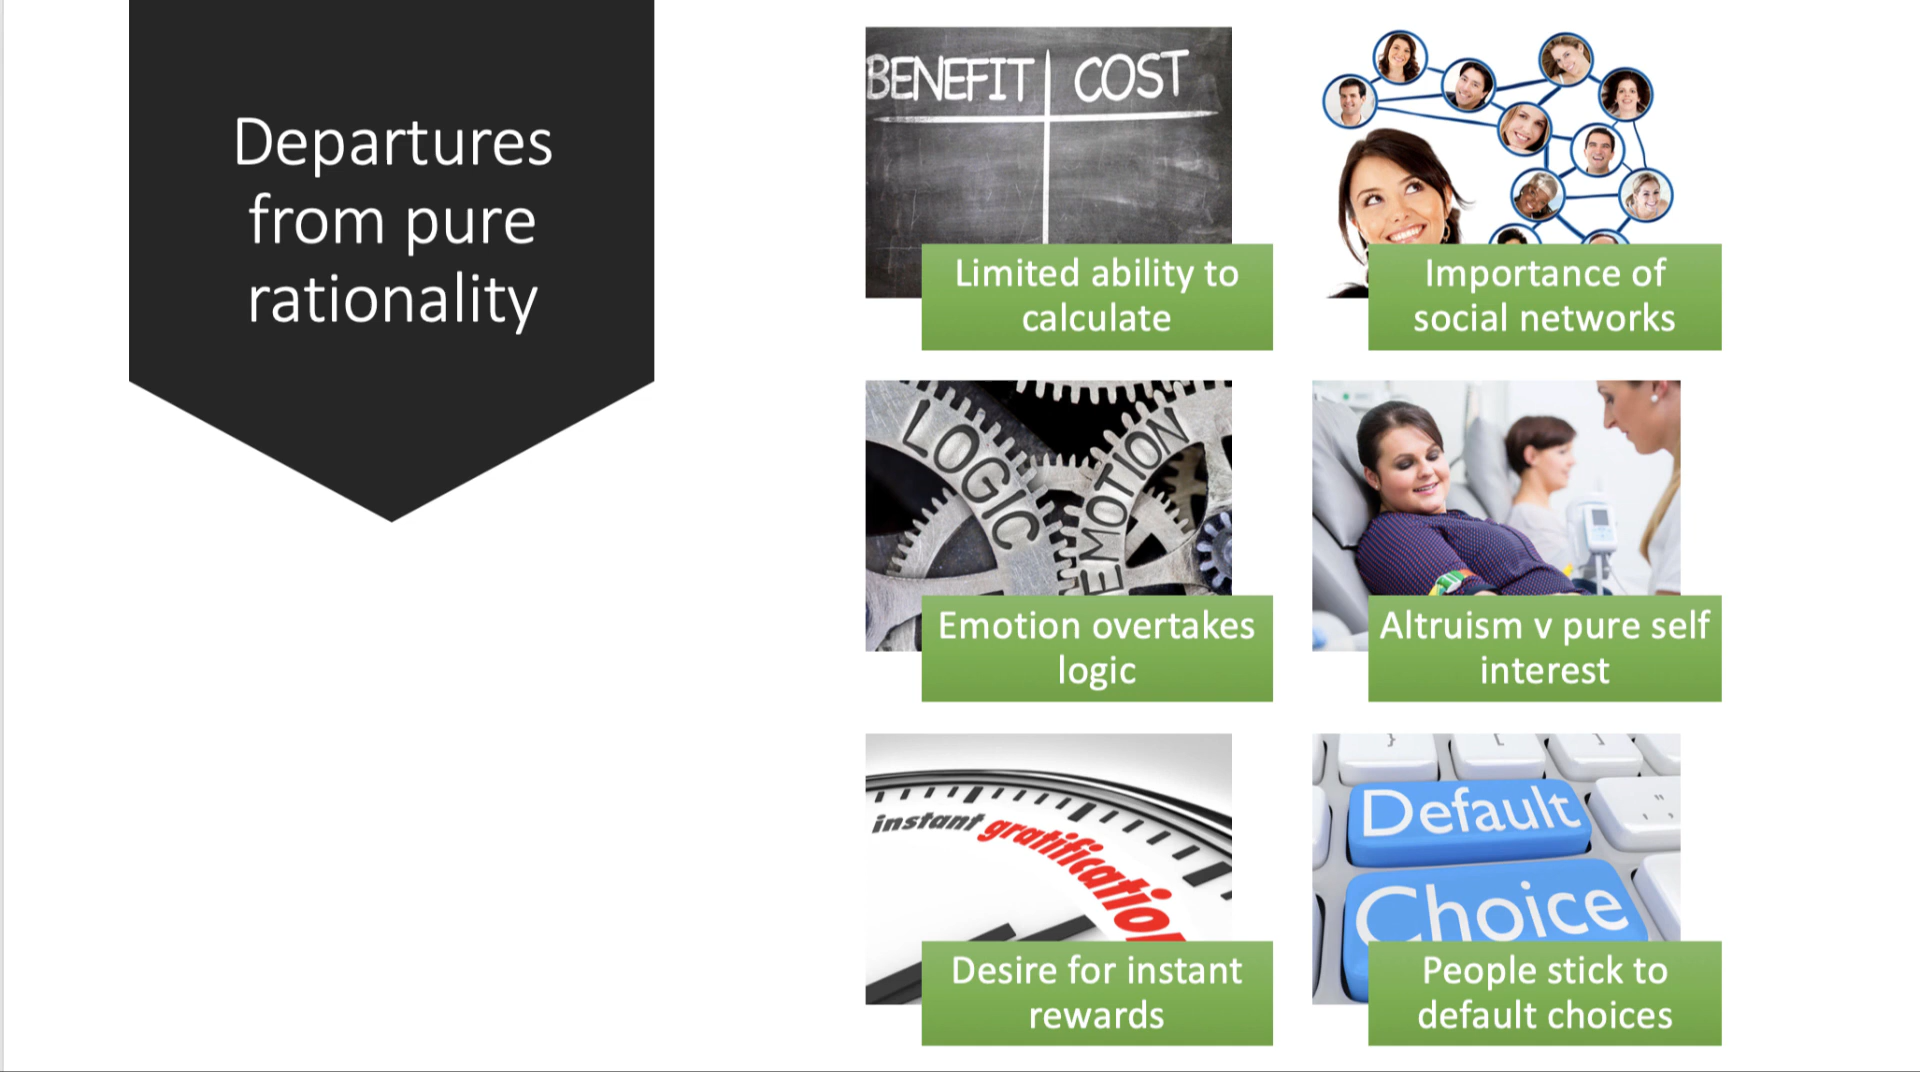 Departures
from pure
rationality
BENEFIT COST
Limited ability to
calculate
Importance of
social networks
LOGIC
EMOTION
Emotion overtakes
logic
Altruism v pure self
interest
instant gratification
Desire for instant
rewards
} [ ]
" '
Default
Choice
People stick to
default choices